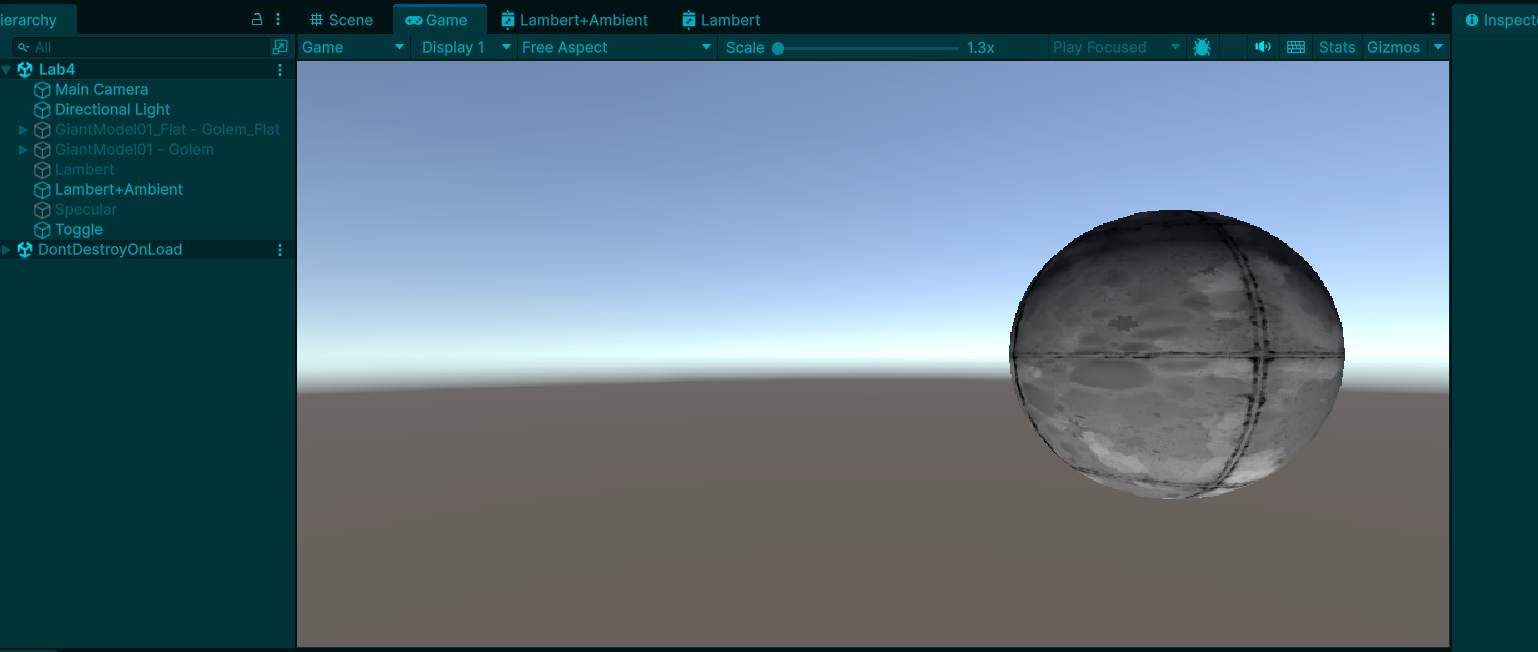 ierarchy
Scene
Game
Lambert+Ambient
Lambert
Inspect
All
Game
Display 1
Free Aspect
Scale
1.3x
Play Focused
Stats
Gizmos
Lab4
Main Camera
Directional Light
GiantModel01_Flat - Golem_Flat
GiantModel01 - Golem
Lambert
Lambert+Ambient
Specular
Toggle
DontDestroyOnLoad